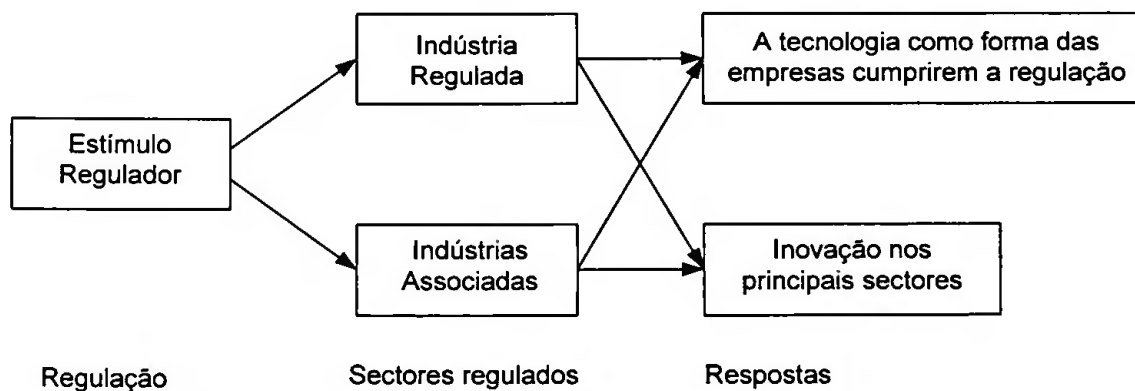 Indústria
Regulada
A tecnologia como forma das
empresas cumprirem a regulação
Estímulo
Regulador
Indústrias
Associadas
Inovação nos
principais sectores
Regulação
Sectores regulados
Respostas